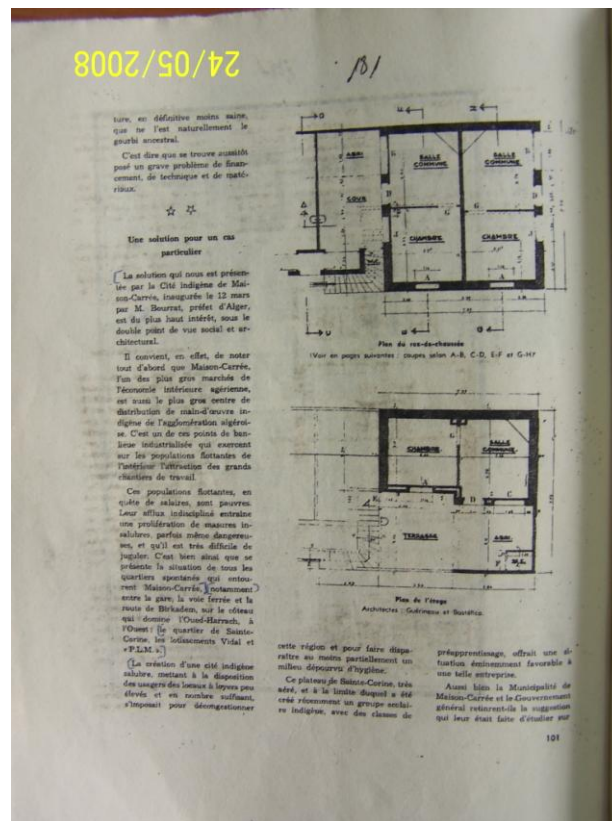 24/05/2008
181
ture, en définitive moins saine,
que ne l'est naturellement le
gourbi ancestral.
C'est dire que se trouve aussitôt
posé un grave problème de finan-
cement, de technique et de maté-
riaux.
Une solution pour un cas
particulier
La solution qui nous est présen-
tée par la Cité indigène de Mai-
son-Carrée, inaugurée le 12 mars
par M. Bourrat, préfet d'Alger,
est du plus haut intérêt, sous le
double point de vue social et ar-
chitectural.
Il convient, en effet, de noter
tout d'abord que Maison-Carrée,
l'un des plus gros marchés de
l'économie intérieure agérienne,
est aussi le plus gros centre de
distribution de main-d'œuvre in-
digène de l'agglomération algéroi-
se. C'est un de ces points de ban-
lieue industrialisée qui exercent
sur les populations flottantes de
l'intérieur l'attraction des grands
chantiers de travail.
Ces populations flottantes, en
quête de salaires, sont pauvres.
Leur afflux indiscipliné entraîne
une prolifération de masures in-
salubres, parfois même dangereu-
ses, et qu'il est très difficile de
juguler. C'est bien ainsi que se
présente la situation de tous les
quartiers spontanés qui entou-
rent Maison-Carrée, notamment
entre la gare, la voie ferrée et la
route de Birkadem, sur le côteau
qui domine l'Oued-Harrach, à
l'Ouest : le quartier de Sainte-
Corine, les lotissements Vidal et
«P.L.M.»
La création d'une cité indigène
salubre, mettant à la disposition
des usagers des locaux à loyers peu
élevés et en nombre suffisant,
s'imposait pour décongestionner
ABRI
COUR
SALLE
COMMUNE
SALLE
COMMUNE
CHAMBRE
CHAMBRE
W.C.
Plan du rez-de-chaussée
(Voir en pages suivantes : coupes selon A-B, C-D, E-F et G-H)
CHAMBRE
SALLE
COMMUNE
TERRASSE
ABRI
W.C.
Plan de l'étage
Architectes : Guérineau et Bastélica.
cette région et pour faire dispa-
raître au moins partiellement un
milieu dépourvu d'hygiène.
Ce plateau de Sainte-Corine, très
aéré, et à la limite duquel a été
créé récemment un groupe scolai-
re indigène, avec des classes de
préapprentissage, offrait une si-
tuation éminemment favorable à
une telle entreprise.
Aussi bien la Municipalité de
Maison-Carrée et le Gouvernement
général retinrent-ils la suggestion
qui leur était faite d'étudier sur
101